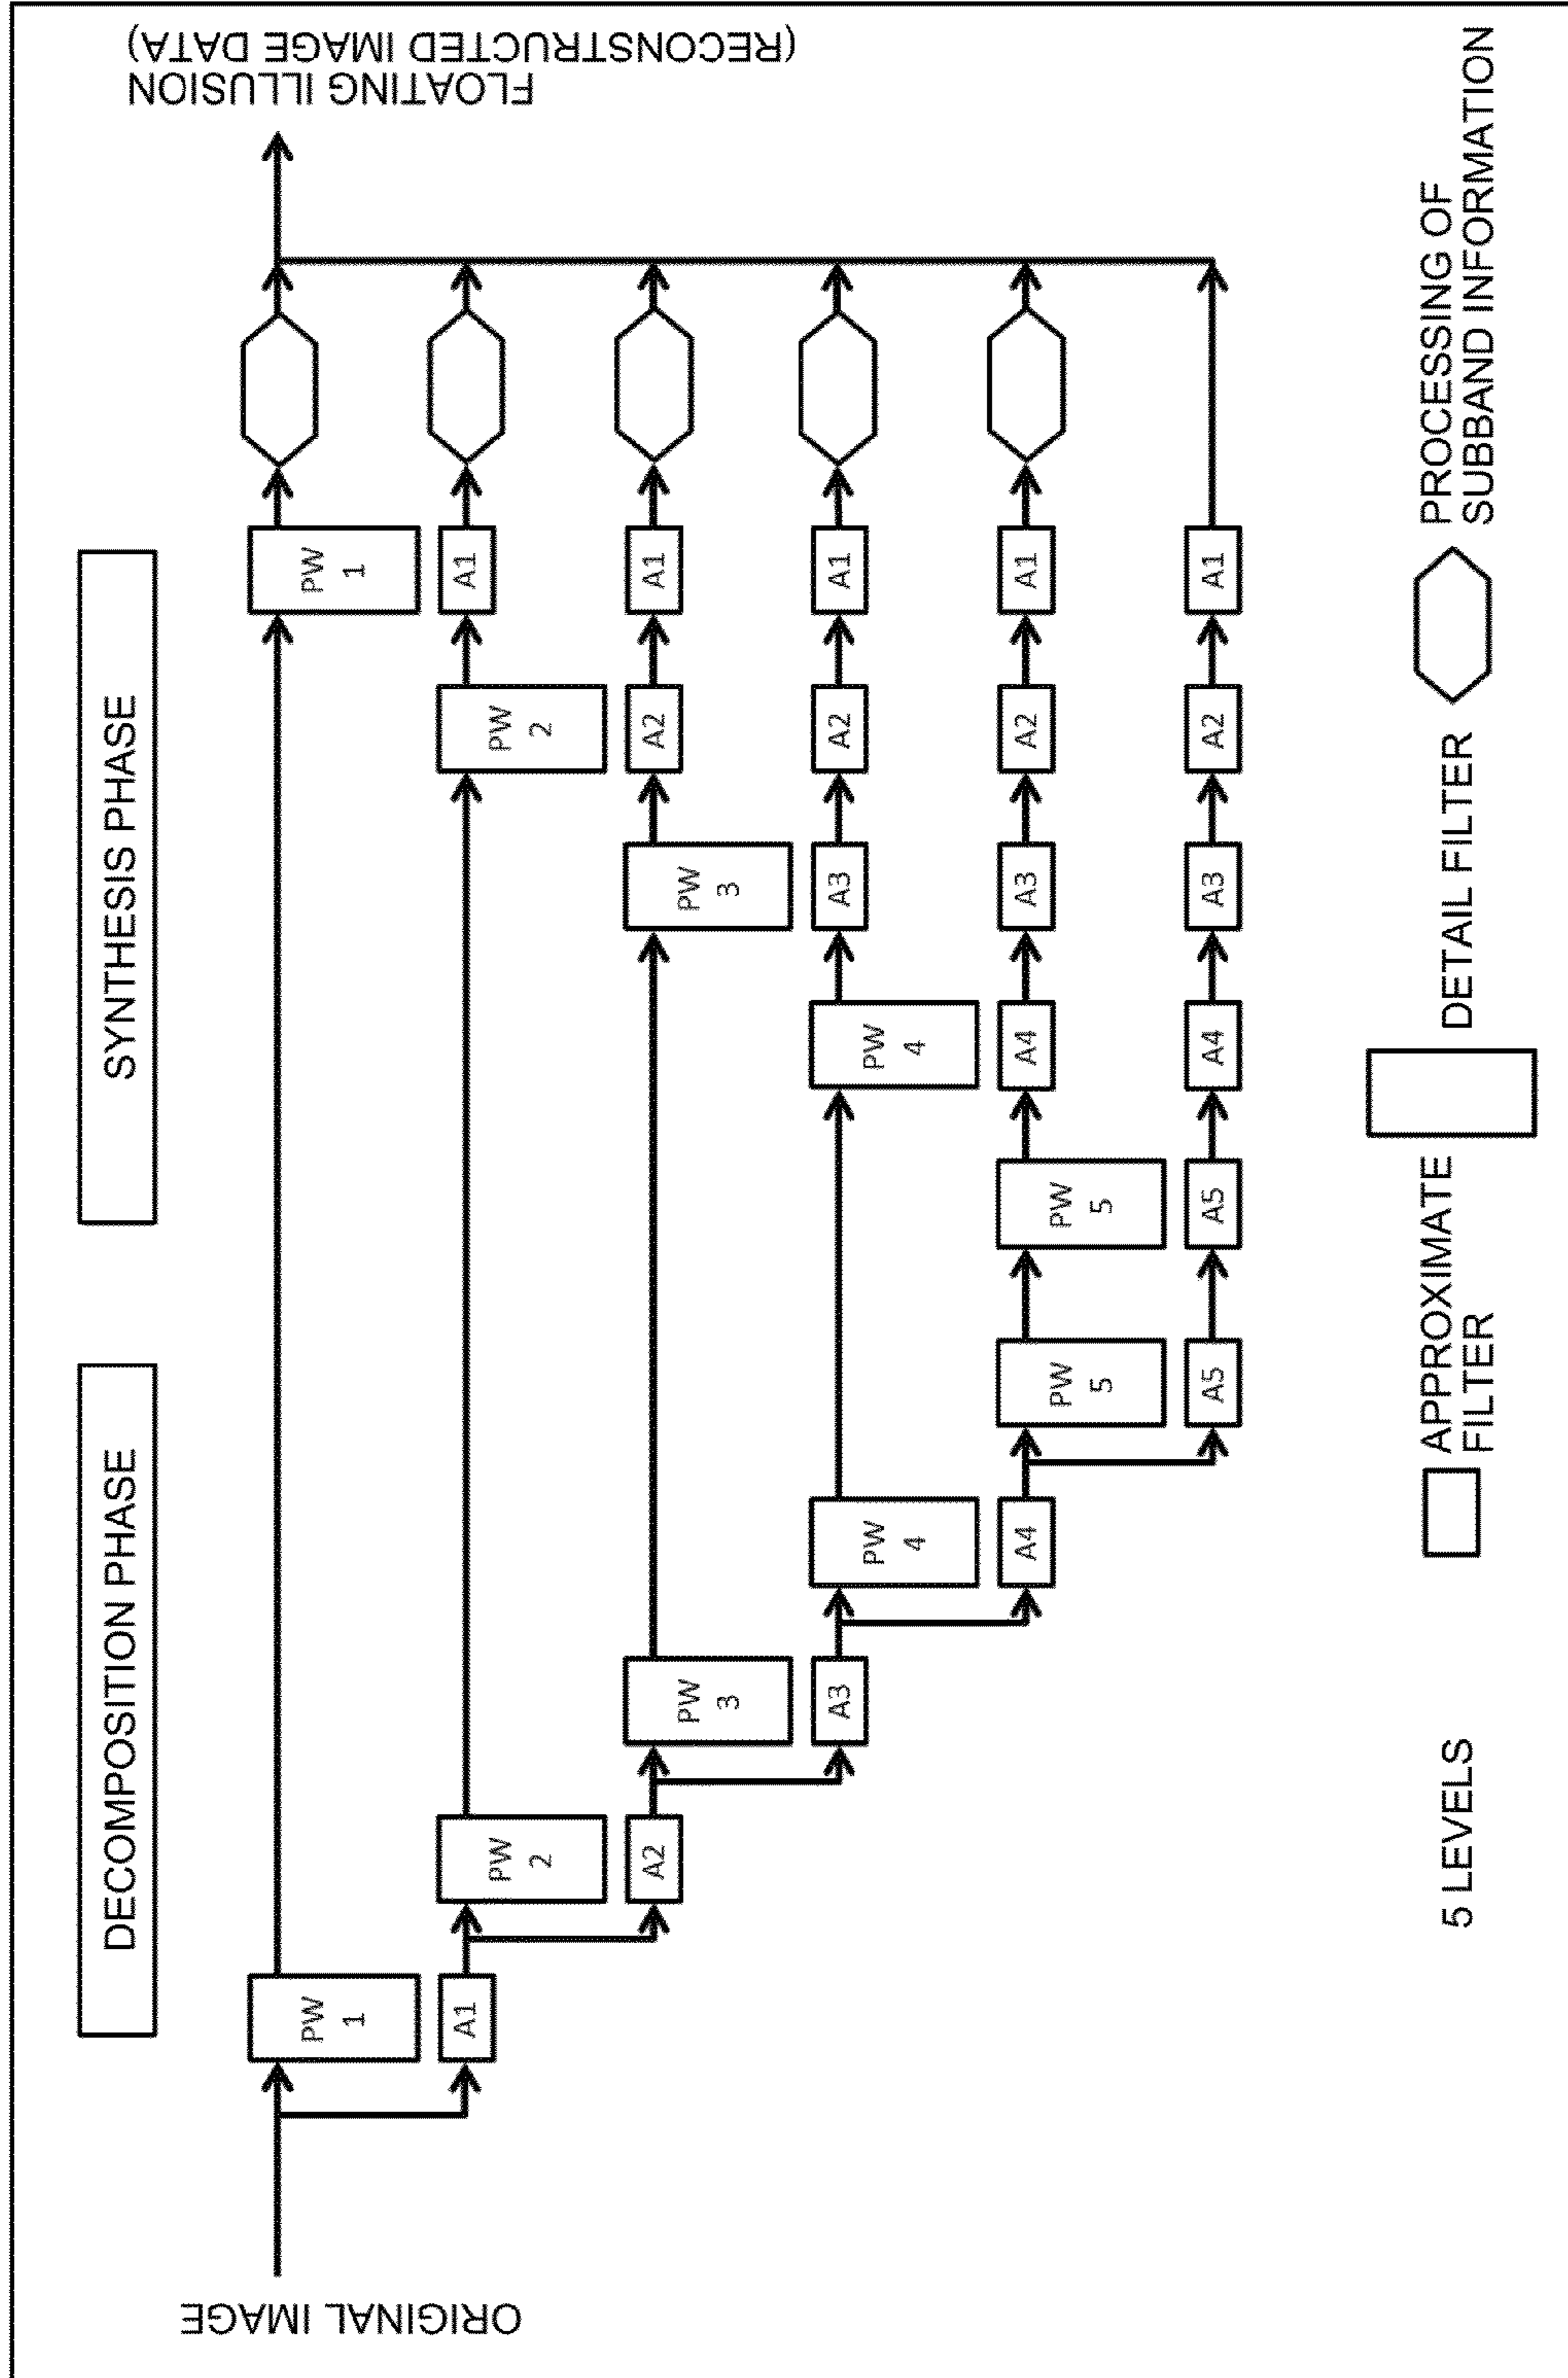 DECOMPOSITION PHASE
SYNTHESIS PHASE
ORIGINAL IMAGE
FLOATING ILLUSION
(RECONSTRUCTED IMAGE DATA)
PW
1
PW
1
A1
PW
2
PW
2
A1
A2
PW
3
PW
3
A2
A1
A3
PW
4
PW
4
A3
A2
A1
A4
PW
5
PW
5
A4
A3
A2
A1
A5
A5
A4
A3
A2
A1
5 LEVELS
APPROXIMATE
FILTER
DETAIL FILTER
PROCESSING OF
SUBBAND INFORMATION